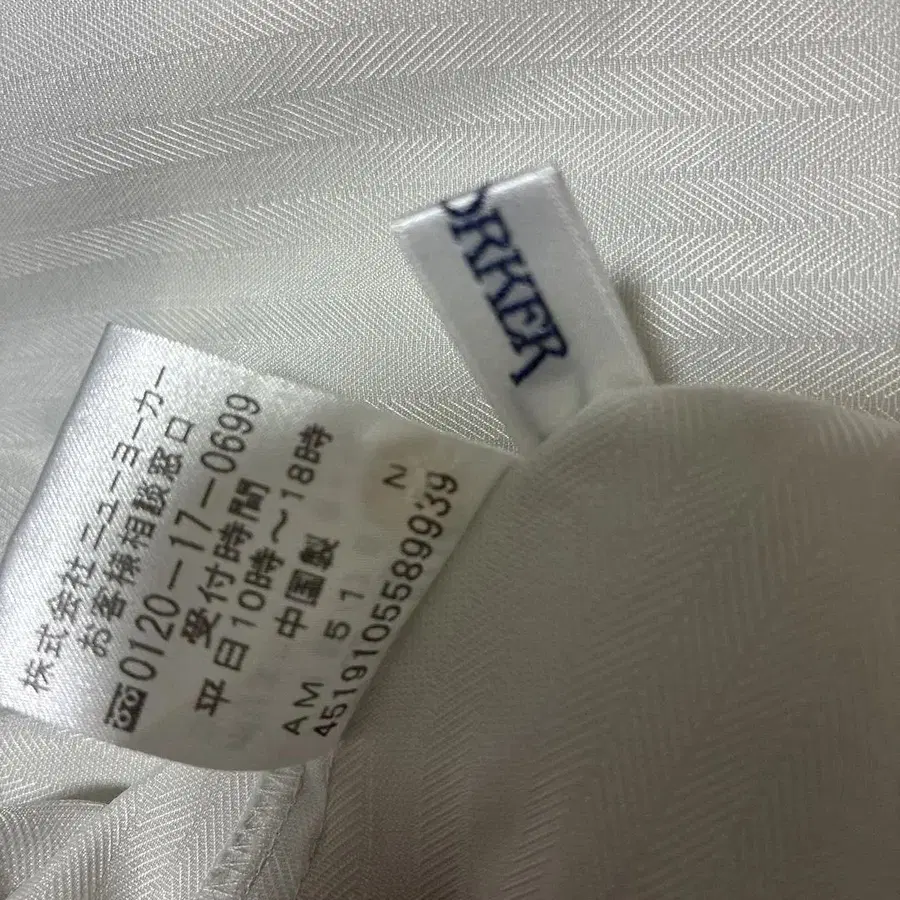 ORKER
株式会社 ニューヨーカー
お客様相談窓口
0120-17-0699
受付時間
平日10時〜18時
中国製
AM 51 N
4519105589939